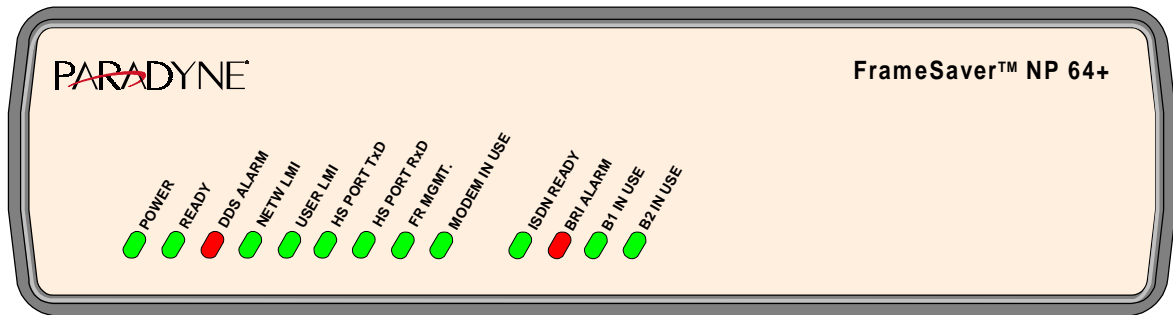 PARADYNE
FrameSaver™ NP 64+
POWER
READY
DDS ALARM
NETW LMI
USER LMI
HS PORT TxD
HS PORT RxD
FR MGMT.
MODEM IN USE
ISDN READY
BRI ALARM
B1 IN USE
B2 IN USE